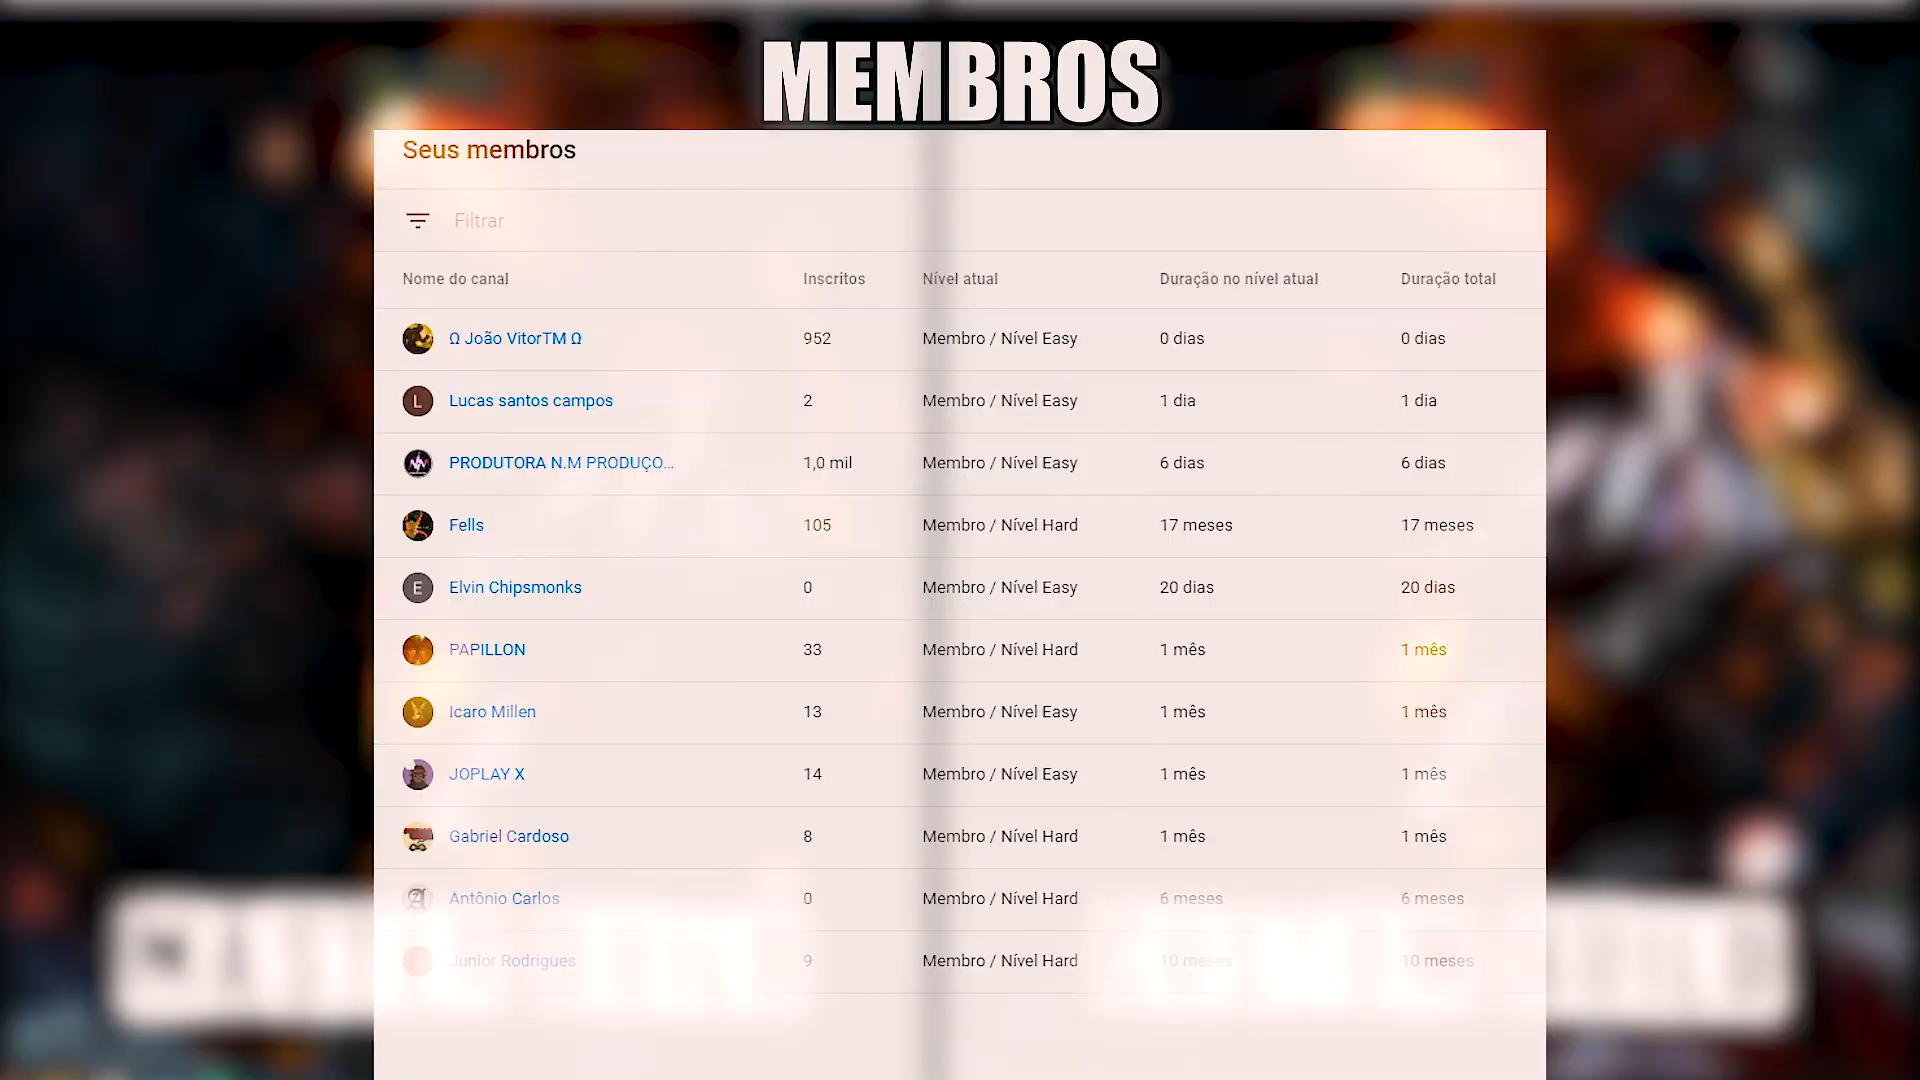 MEMBROS
Seus membros
Filtrar
Nome do canal Inscritos Nível atual Duração no nível atual Duração total
Ω João VitorTM Ω 952 Membro / Nível Easy 0 dias 0 dias
L Lucas santos campos 2 Membro / Nível Easy 1 dia 1 dia
PRODUTORA N.M PRODUÇO... 1,0 mil Membro / Nível Easy 6 dias 6 dias
Fells 105 Membro / Nível Hard 17 meses 17 meses
E Elvin Chipsmonks 0 Membro / Nível Easy 20 dias 20 dias
PAPILLON 33 Membro / Nível Hard 1 mês 1 mês
Icaro Millen 13 Membro / Nível Easy 1 mês 1 mês
JOPLAY X 14 Membro / Nível Easy 1 mês 1 mês
Gabriel Cardoso 8 Membro / Nível Hard 1 mês 1 mês
Antônio Carlos 0 Membro / Nível Hard 6 meses 6 meses
Junior Rodrigues 9 Membro / Nível Hard 10 meses 10 meses